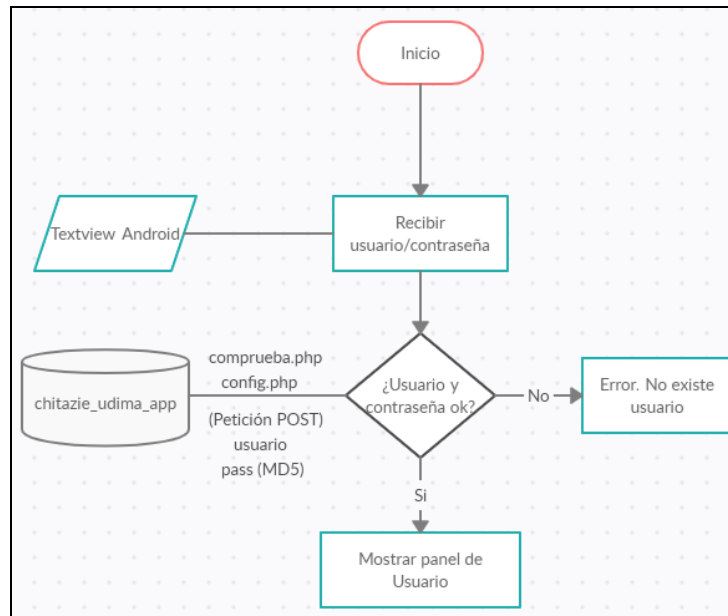 Inicio
Textview Android
Recibir
usuario/contraseña
comprueba.php
config.php
(Petición POST)
usuario
pass (MD5)
chitazie_udima_app
¿Usuario y
contraseña ok?
No
Error. No existe
usuario
Si
Mostrar panel de
Usuario